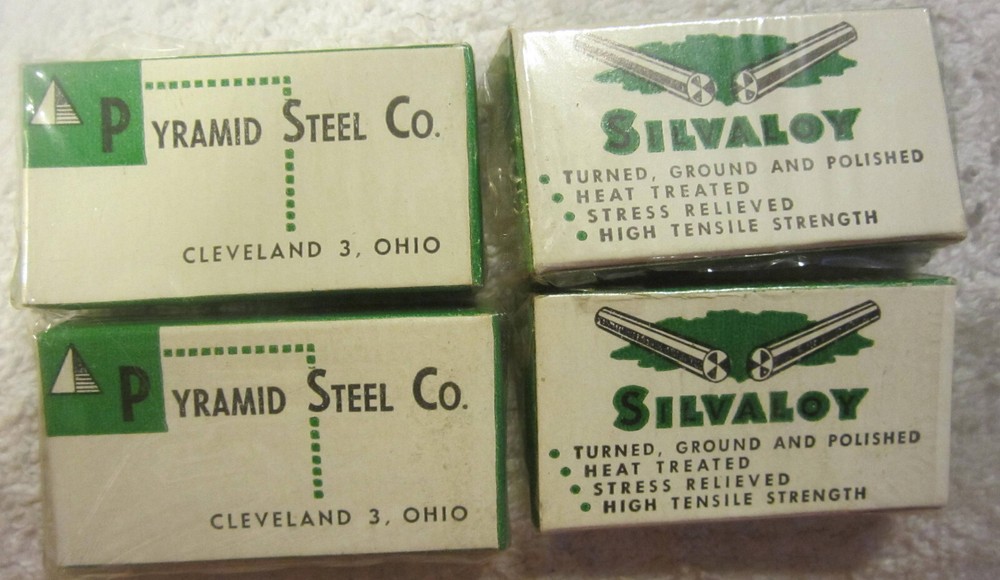 PYRAMID STEEL CO.
CLEVELAND 3, OHIO
SILVALOY
• TURNED, GROUND AND POLISHED
• HEAT TREATED
• STRESS RELIEVED
• HIGH TENSILE STRENGTH
PYRAMID STEEL CO.
CLEVELAND 3, OHIO
SILVALOY
• TURNED, GROUND AND POLISHED
• HEAT TREATED
• STRESS RELIEVED
• HIGH TENSILE STRENGTH